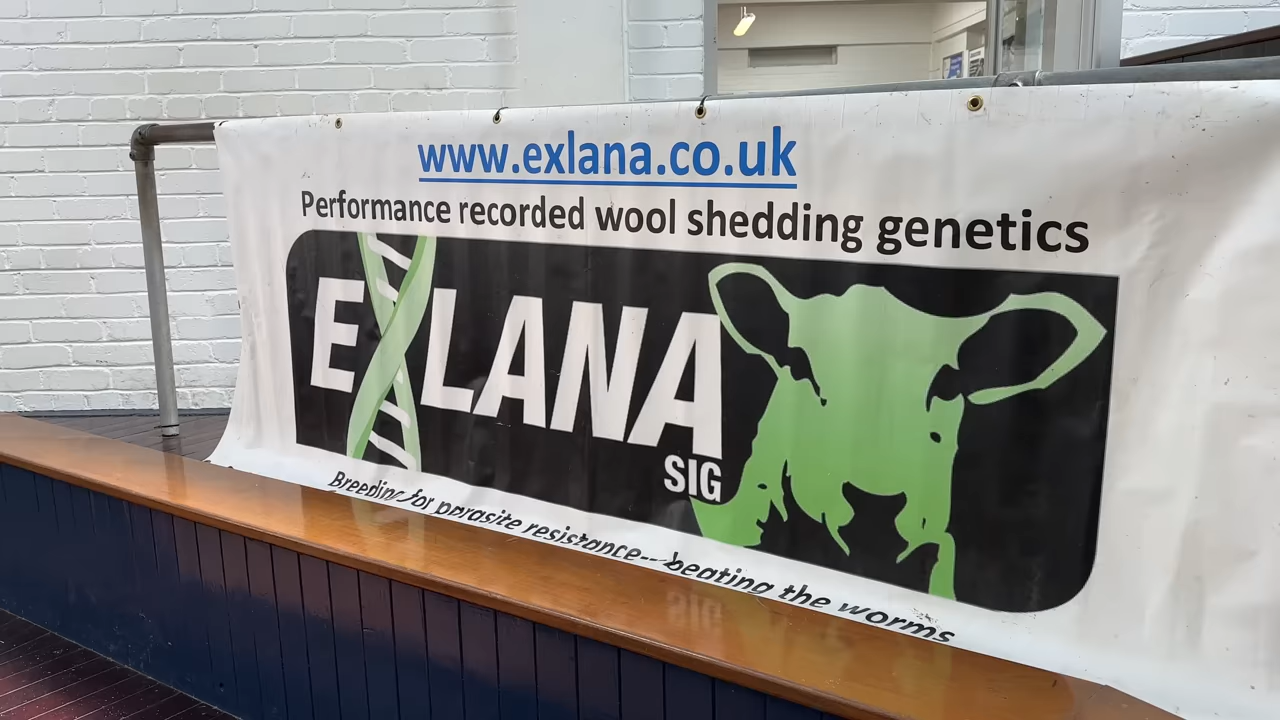 www.exlana.co.uk
Performance recorded wool shedding genetics
EXLANA
SIG
Breeding for parasite resistance---beating the worms